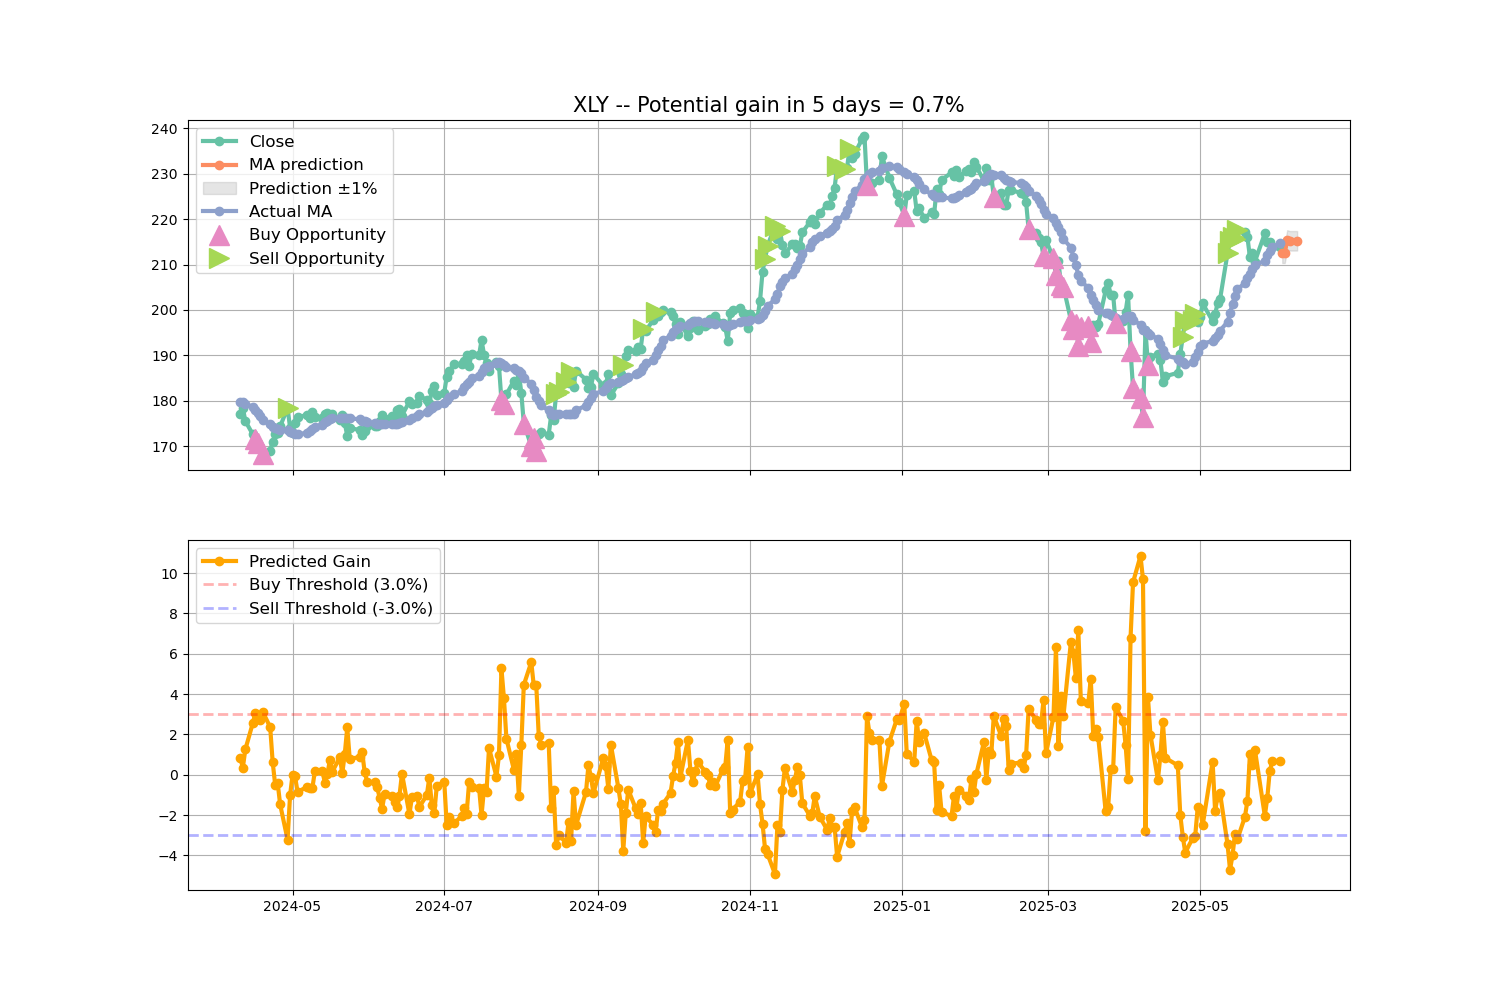 XLY -- Potential gain in 5 days = 0.7%
240
230
220
210
200
190
180
170
Close
MA prediction
Prediction ±1%
Actual MA
Buy Opportunity
Sell Opportunity
10
8
6
4
2
0
−2
−4
Predicted Gain
Buy Threshold (3.0%)
Sell Threshold (-3.0%)
2024-05
2024-07
2024-09
2024-11
2025-01
2025-03
2025-05